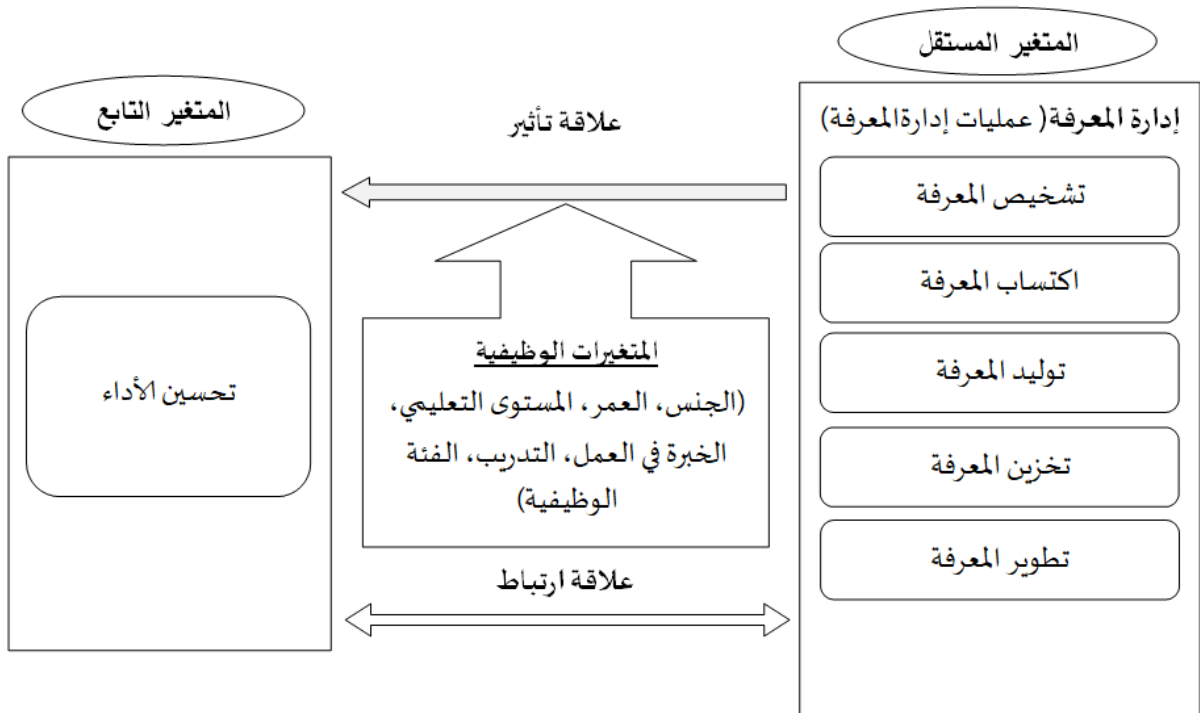 المتغير المستقل
إدارة المعرفة( عمليات إدارة المعرفة)
تشخيص المعرفة
اكتساب المعرفة
توليد المعرفة
تخزين المعرفة
تطوير المعرفة
علاقة تأثير
المتغيرات الوظيفية
(الجنس، العمر، المستوى التعليمي،
الخبرة في العمل، التدريب، الفئة
الوظيفية)
علاقة ارتباط
المتغير التابع
تحسين الأداء